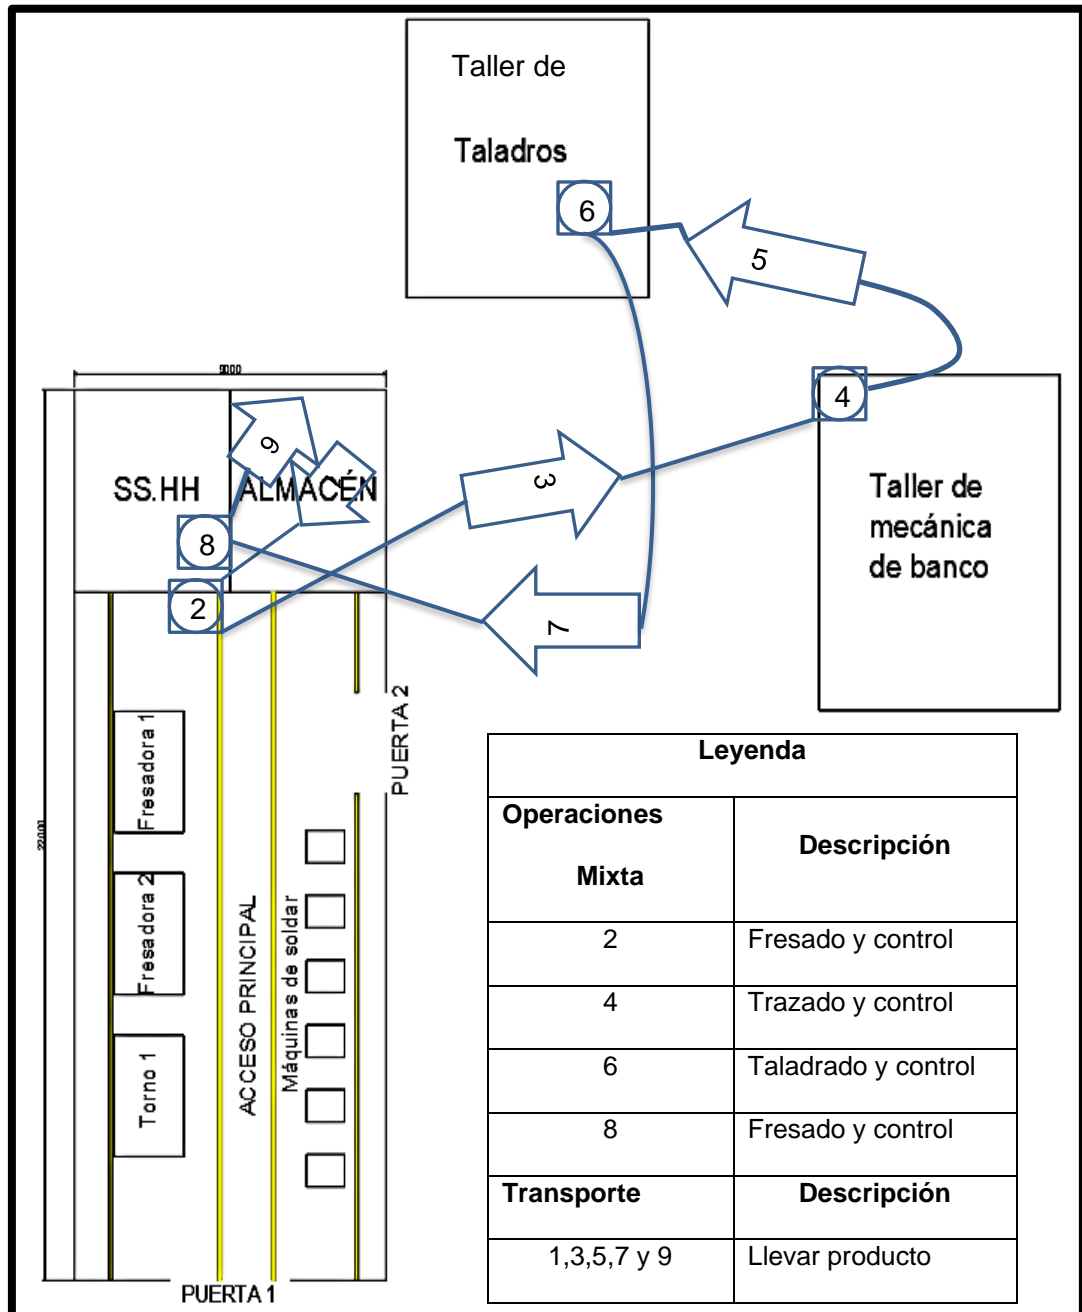 Taller de
Taladros
6
5
9000
4
9
1
3
SS.HH
ALMACÉN
Taller de
mecánica
de banco
8
2
7
PUERTA 2
22000
Fresadora 1
Fresadora 2
Torno 1
ACCESO PRINCIPAL
Máquinas de soldar
PUERTA 1
Leyenda
Operaciones
Mixta
Descripción
2
Fresado y control
4
Trazado y control
6
Taladrado y control
8
Fresado y control
Transporte
Descripción
1,3,5,7 y 9
Llevar producto